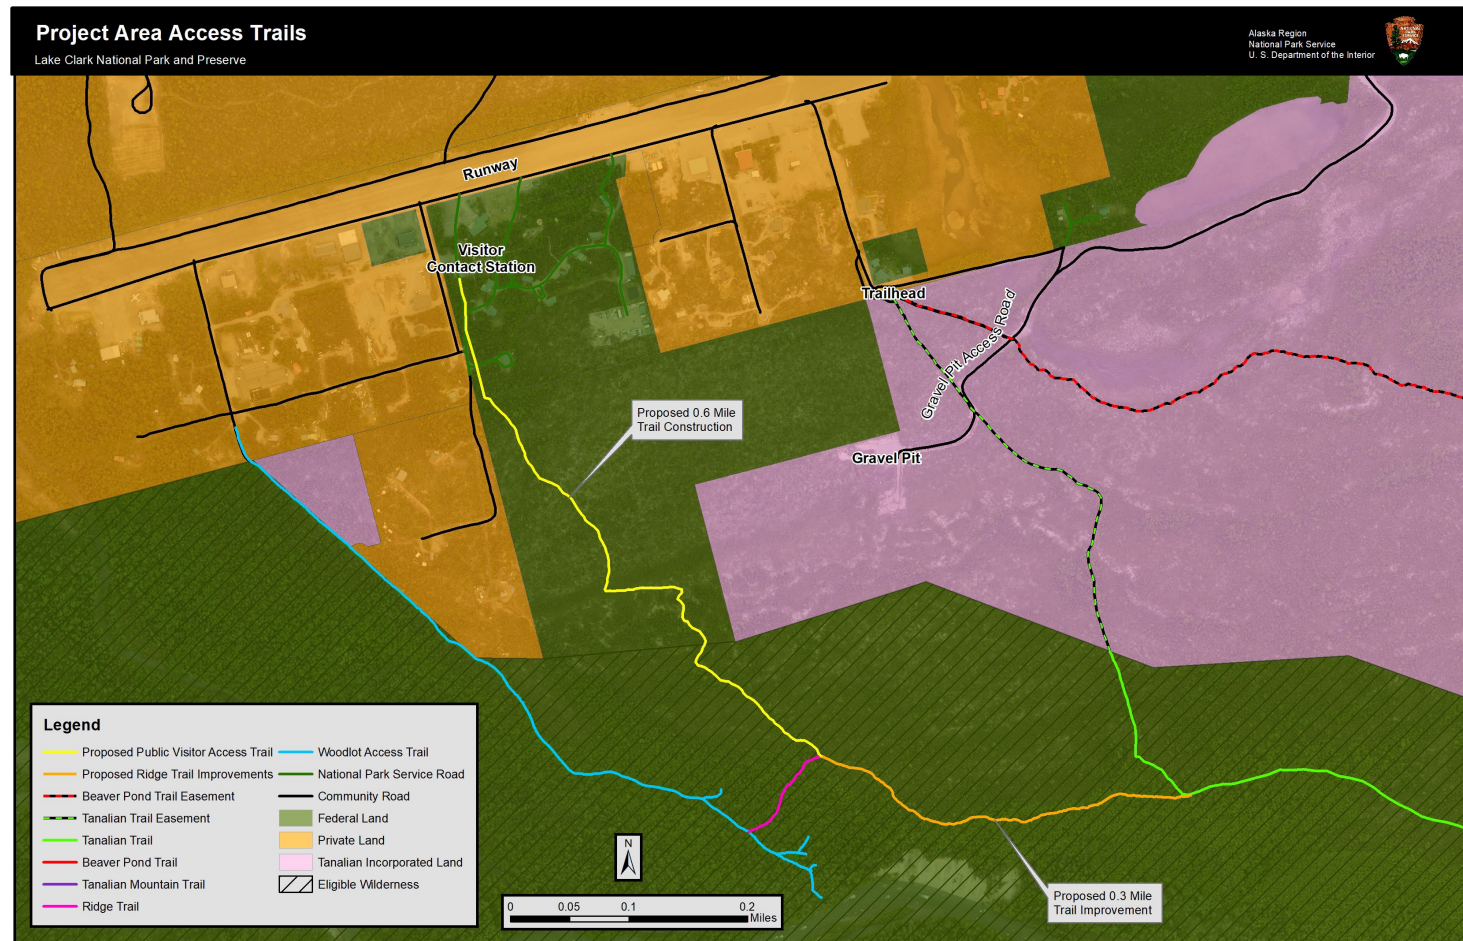 Project Area Access Trails
Lake Clark National Park and Preserve
Alaska Region
National Park Service
U. S. Department of the Interior
NATIONAL
PARK
SERVICE
Runway
Visitor
Contact Station
Trailhead
Gravel Pit Access Road
Proposed 0.6 Mile
Trail Construction
Gravel Pit
Legend
Proposed Public Visitor Access Trail
Proposed Ridge Trail Improvements
Beaver Pond Trail Easement
Tanalian Trail Easement
Tanalian Trail
Beaver Pond Trail
Tanalian Mountain Trail
Ridge Trail
Woodlot Access Trail
National Park Service Road
Community Road
Federal Land
Private Land
Tanalian Incorporated Land
Eligible Wilderness
N
0 0.05 0.1 0.2
Miles
Proposed 0.3 Mile
Trail Improvement